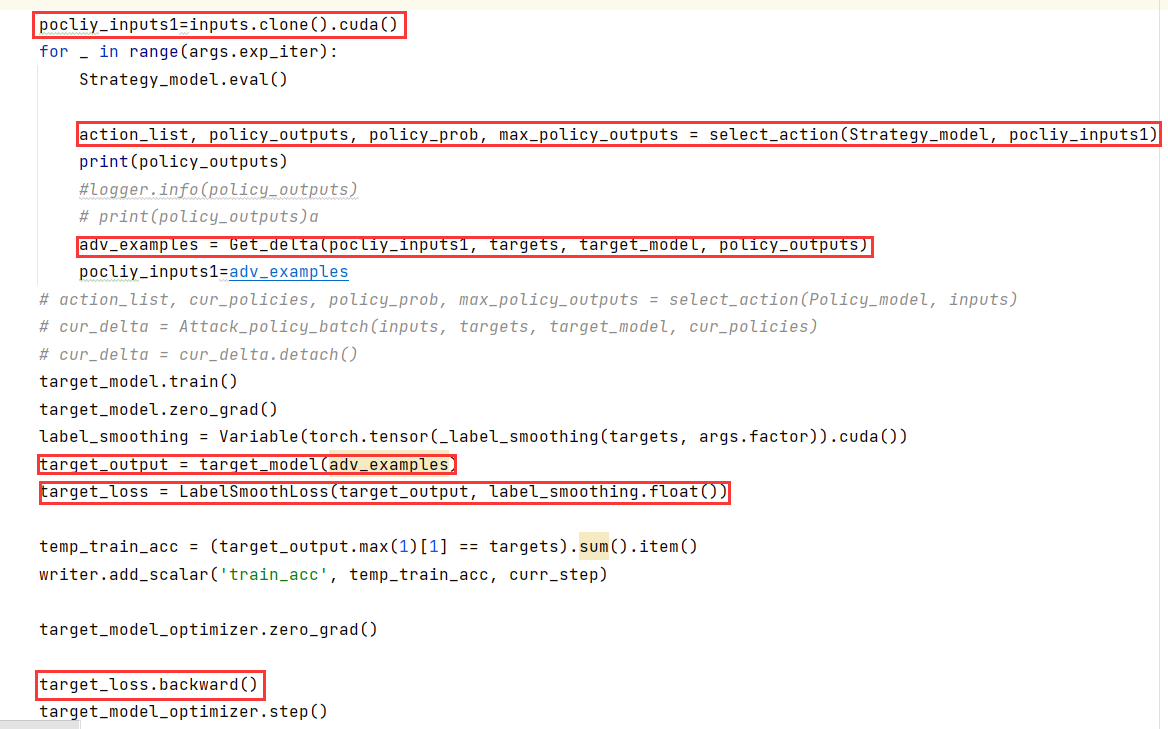 pocliy_inputs1=inputs.clone().cuda()
for _ in range(args.exp_iter):
Strategy_model.eval()
action_list, policy_outputs, policy_prob, max_policy_outputs = select_action(Strategy_model, pocliy_inputs1)
print(policy_outputs)
#logger.info(policy_outputs)
# print(policy_outputs)a
adv_examples = Get_delta(pocliy_inputs1, targets, target_model, policy_outputs)
pocliy_inputs1=adv_examples
# action_list, cur_policies, policy_prob, max_policy_outputs = select_action(Policy_model, inputs)
# cur_delta = Attack_policy_batch(inputs, targets, target_model, cur_policies)
# cur_delta = cur_delta.detach()
target_model.train()
target_model.zero_grad()
label_smoothing = Variable(torch.tensor(_label_smoothing(targets, args.factor)).cuda())
target_output = target_model(adv_examples)
target_loss = LabelSmoothLoss(target_output, label_smoothing.float())
temp_train_acc = (target_output.max(1)[1] == targets).sum().item()
writer.add_scalar('train_acc', temp_train_acc, curr_step)
target_model_optimizer.zero_grad()
target_loss.backward()
target_model_optimizer.step()